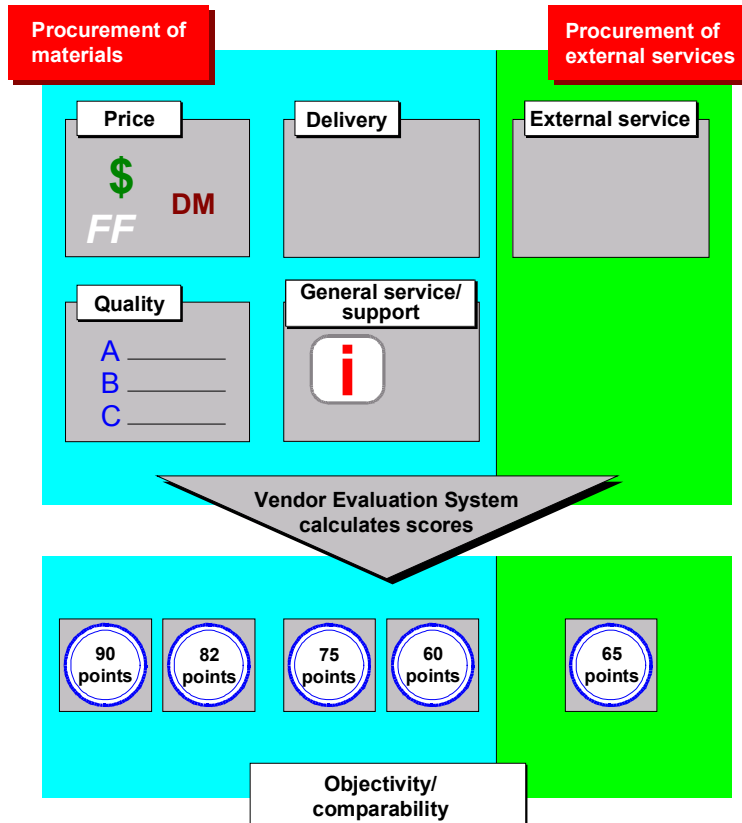 Procurement of
materials
Procurement of
external services
Price
Delivery
External service
$
DM
FF
Quality
General service/
support
A
B
C
i
Vendor Evaluation System
calculates scores
90
points
82
points
75
points
60
points
65
points
Objectivity/
comparability